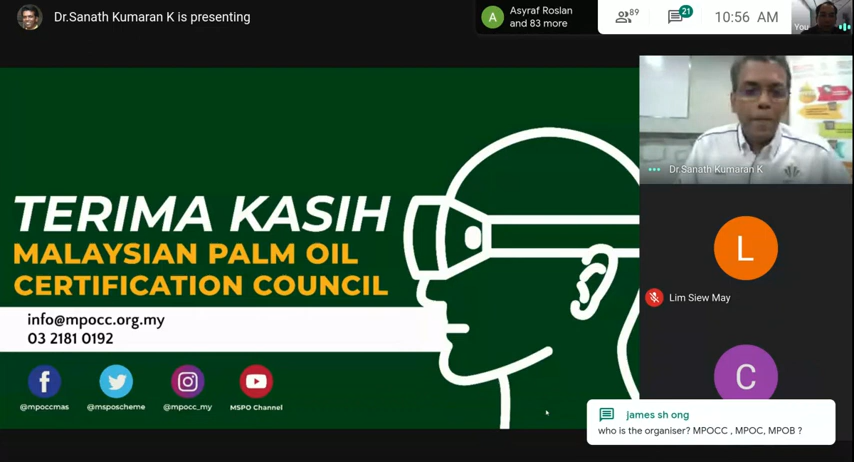 Dr.Sanath Kumaran K is presenting
A
Asyraf Roslan
and 83 more
89
21
10:56 AM
You
TERIMA KASIH
MALAYSIAN PALM OIL
CERTIFICATION COUNCIL
info@mpocc.org.my
03 2181 0192
@mpoccmas
@msposcheme
@mpocc_my
MSPO Channel
Dr.Sanath Kumaran K
L
Lim Siew May
C
james sh ong
who is the organiser? MPOCC , MPOC, MPOB ?